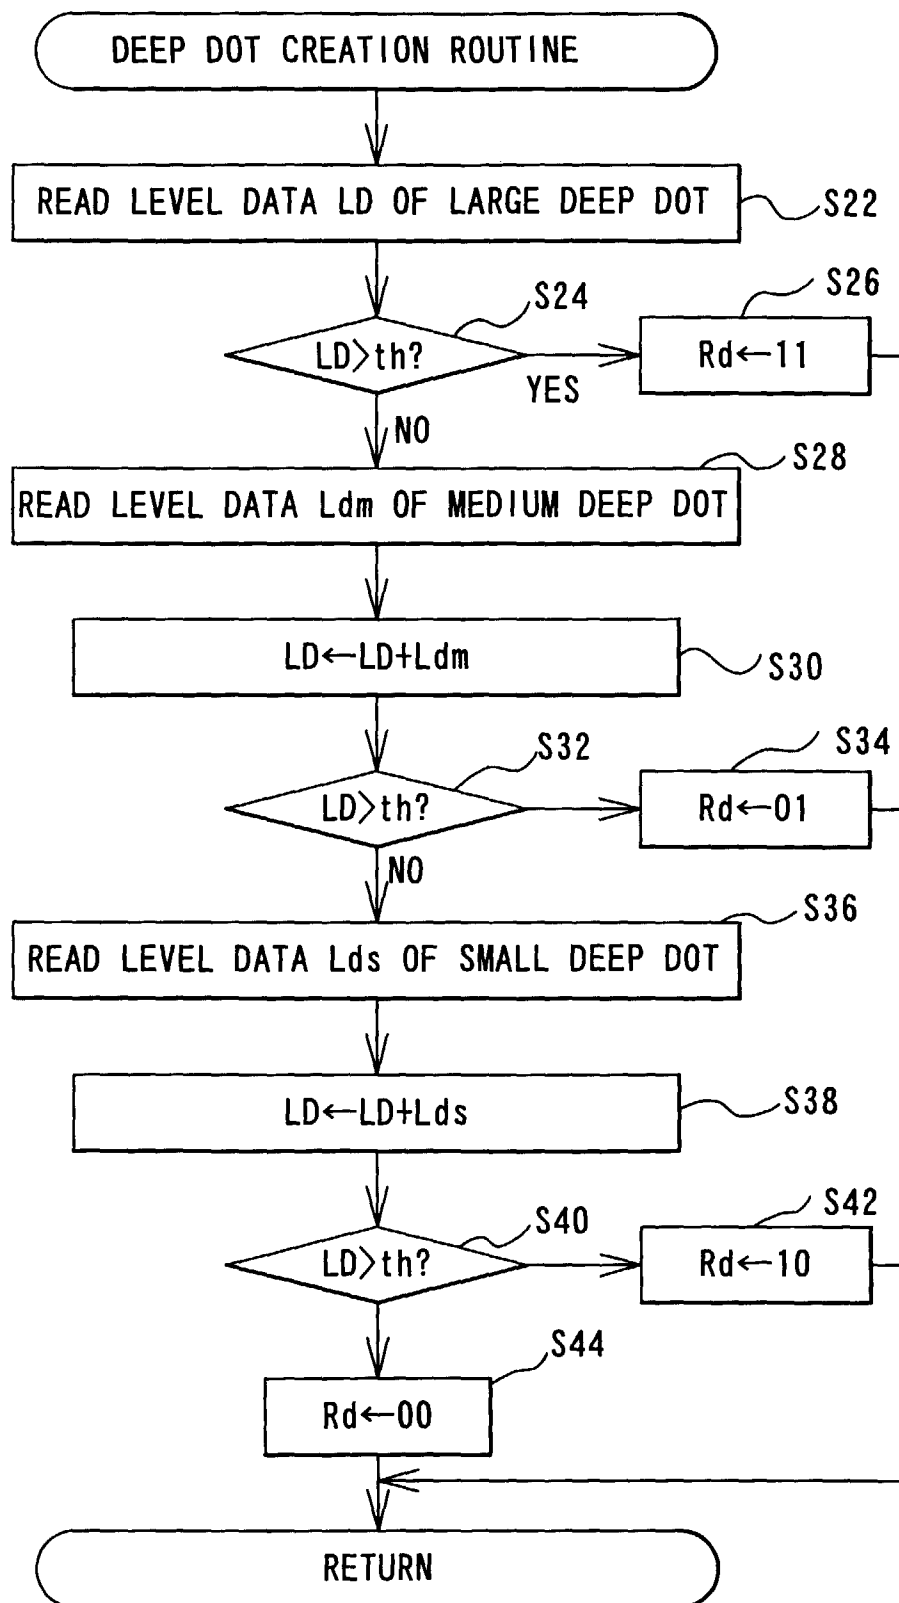 DEEP DOT CREATION ROUTINE
READ LEVEL DATA LD OF LARGE DEEP DOT
S22
S24
LD>th?
YES
S26
Rd←11
NO
S28
READ LEVEL DATA Ldm OF MEDIUM DEEP DOT
LD←LD+Ldm
S30
S32
LD>th?
S34
Rd←01
NO
S36
READ LEVEL DATA Lds OF SMALL DEEP DOT
LD←LD+Lds
S38
S40
LD>th?
S42
Rd←10
S44
Rd←00
RETURN